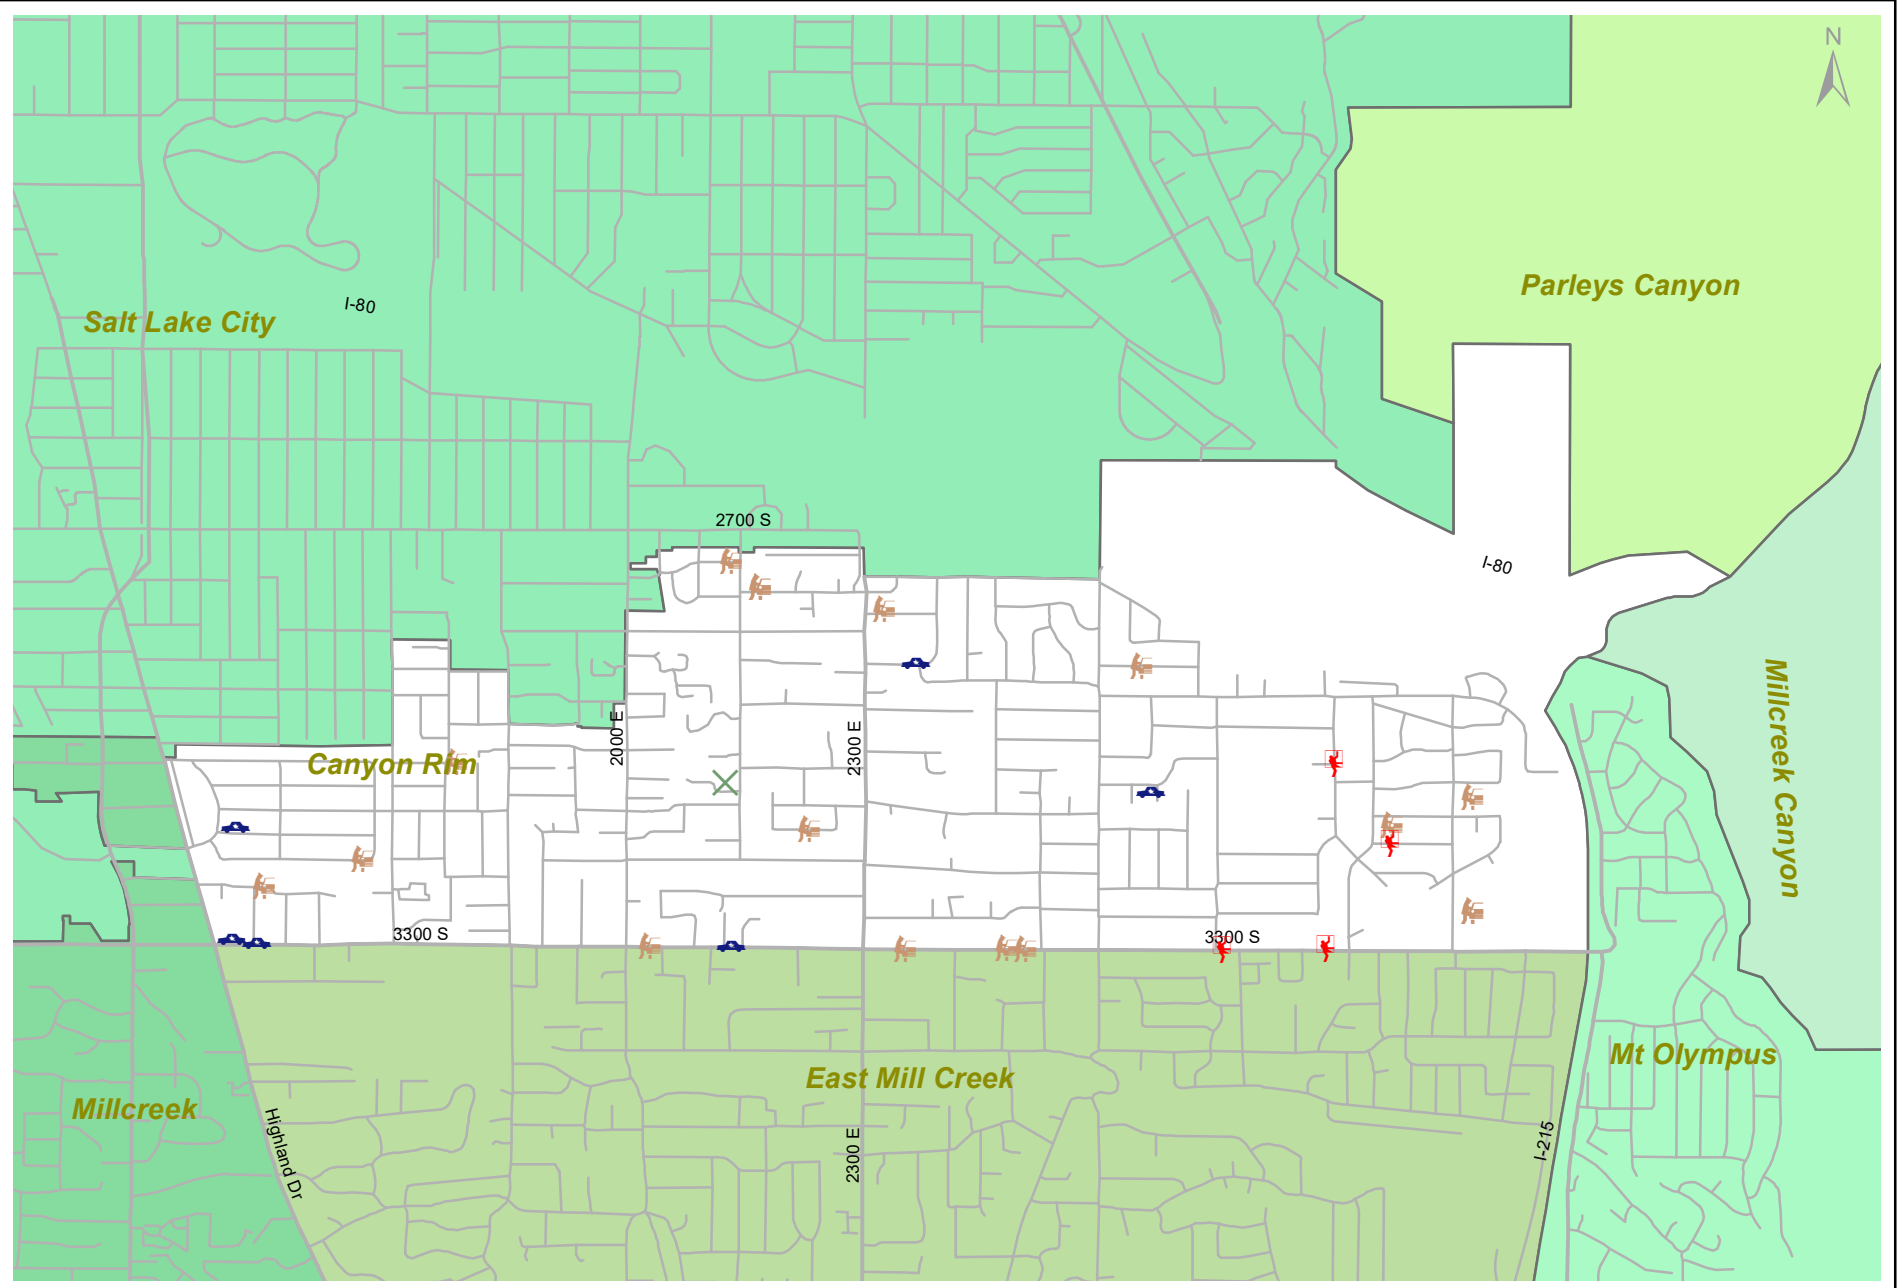 N
Parleys Canyon
I-80
Salt Lake City
2700 S
I-80
2000 E
2300 E
Canyon Rim
Millcreek Canyon
3300 S
3300 S
Mt Olympus
East Mill Creek
Millcreek
Highland Dr
2300 E
I-215